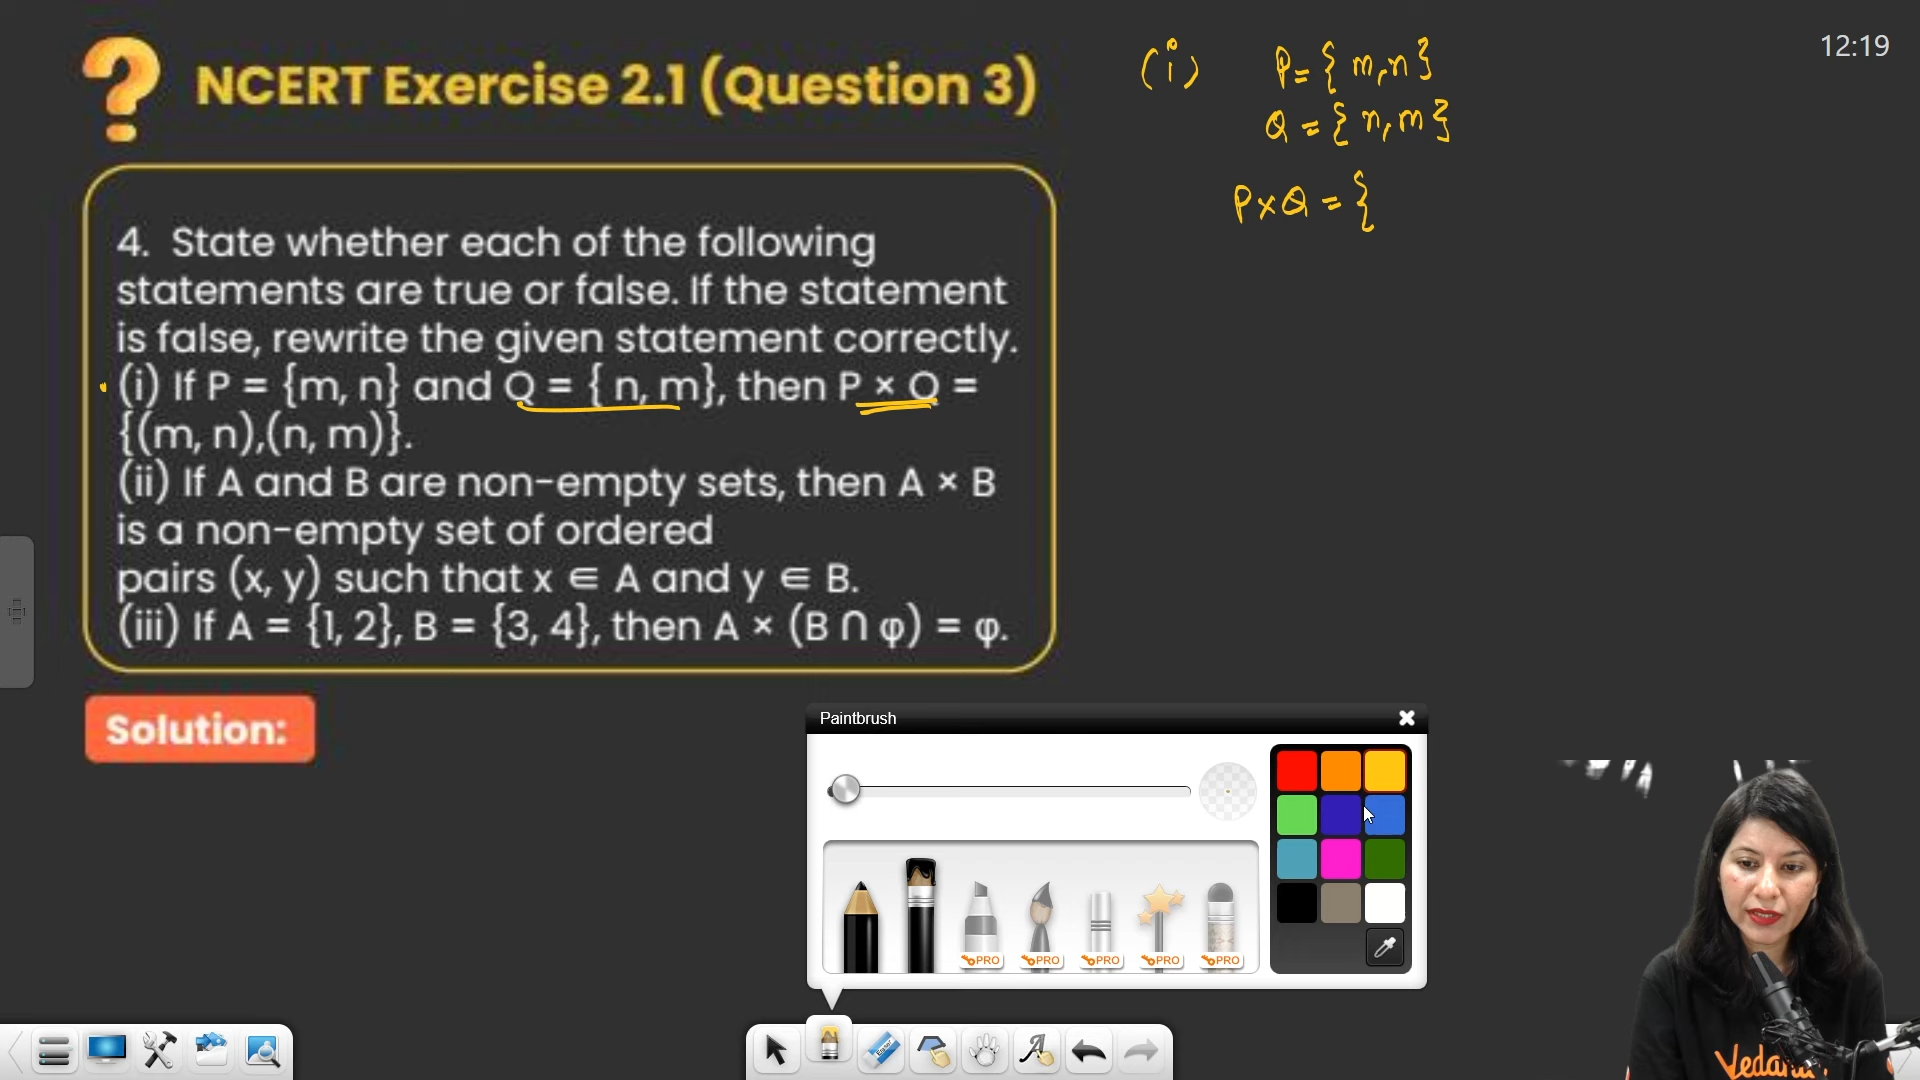 NCERT Exercise 2.1 (Question 3)
4. State whether each of the following
statements are true or false. If the statement
is false, rewrite the given statement correctly.
(i) If P = {m, n} and Q = { n, m}, then P × Q =
{(m, n),(n, m)}.
(ii) If A and B are non-empty sets, then A × B
is a non-empty set of ordered
pairs (x, y) such that x ∈ A and y ∈ B.
(iii) If A = {1, 2}, B = {3, 4}, then A × (B ∩ φ) = φ.
Solution:
(i) P = { m, n }
Q = { n, m }
P × Q = {
12:19
Paintbrush
PRO PRO PRO PRO PRO
Eraser